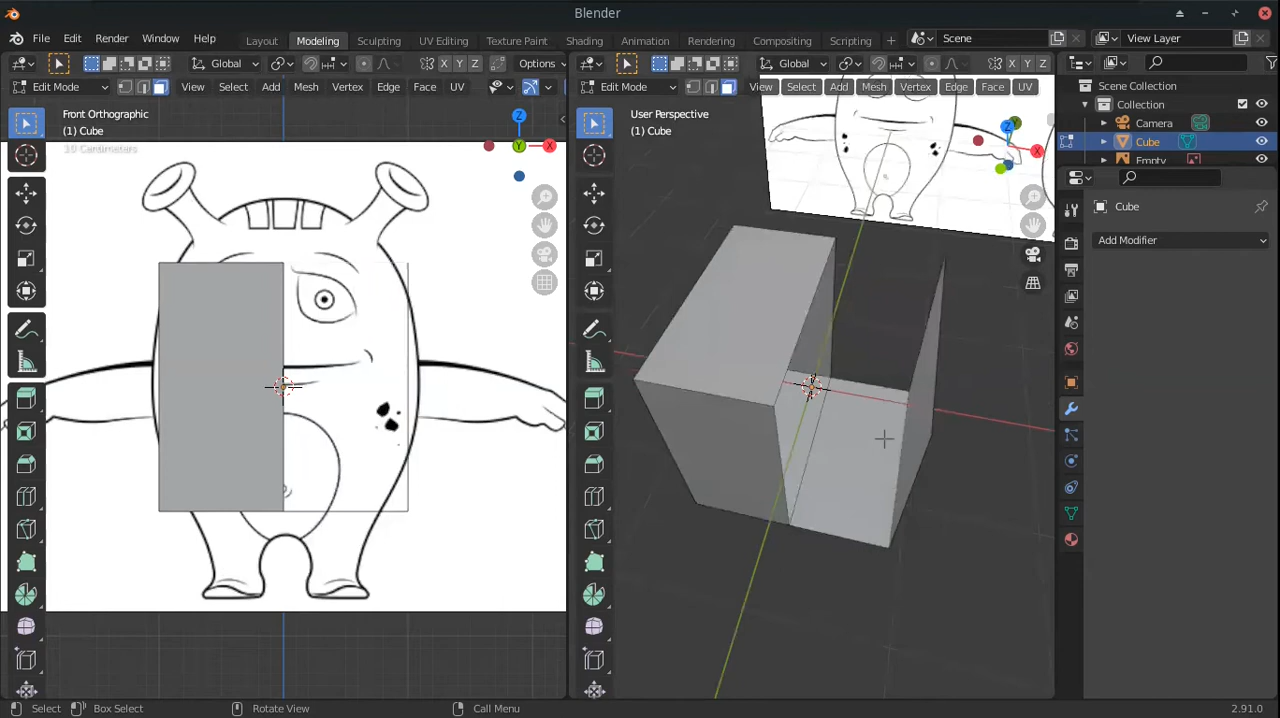 Blender
File Edit Render Window Help
Layout Modeling Sculpting UV Editing Texture Paint Shading Animation Rendering Compositing Scripting
Scene
View Layer
Global
X Y Z
Options
Global
X Y Z
Edit Mode
View Select Add Mesh Vertex Edge Face UV
Edit Mode
View Select Add Mesh Vertex Edge Face UV
Front Orthographic
(1) Cube
10 Centimeters
Z
Y
X
User Perspective
(1) Cube
Z
Y
X
Scene Collection
Collection
Camera
Cube
Empty
Cube
Add Modifier
Select Box Select Rotate View Call Menu 2.91.0